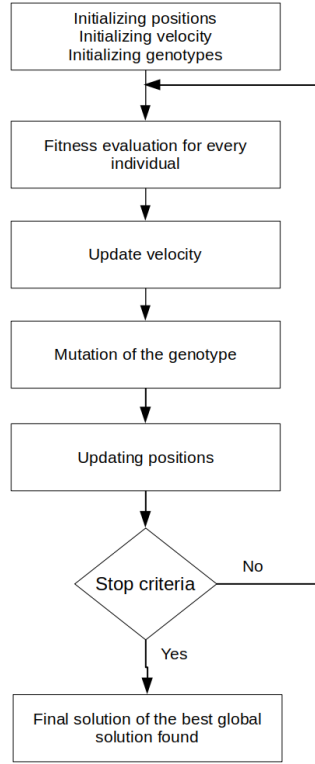 Initializing positions
Initializing velocity
Initializing genotypes
Fitness evaluation for every
individual
Update velocity
Mutation of the genotype
Updating positions
Stop criteria
No
Yes
Final solution of the best global
solution found